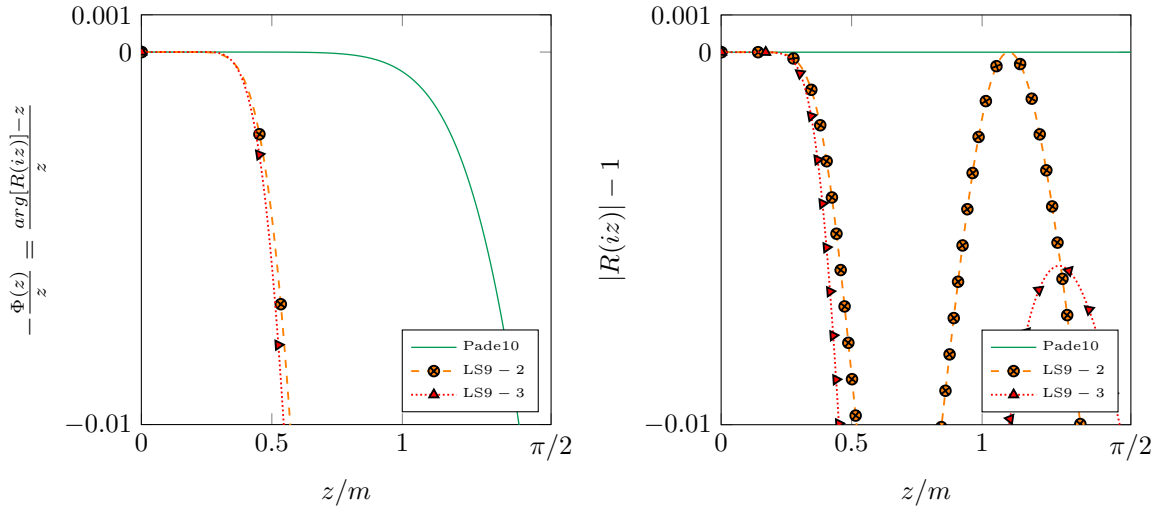 0.001
0
−0.01
0
0.5
1
π/2
z/m
−Φ(z)/z = arg[R(iz)]−z/z
Pade10
LS9 − 2
LS9 − 3
0.001
0
−0.01
0
0.5
1
π/2
z/m
|R(iz)| − 1
Pade10
LS9 − 2
LS9 − 3